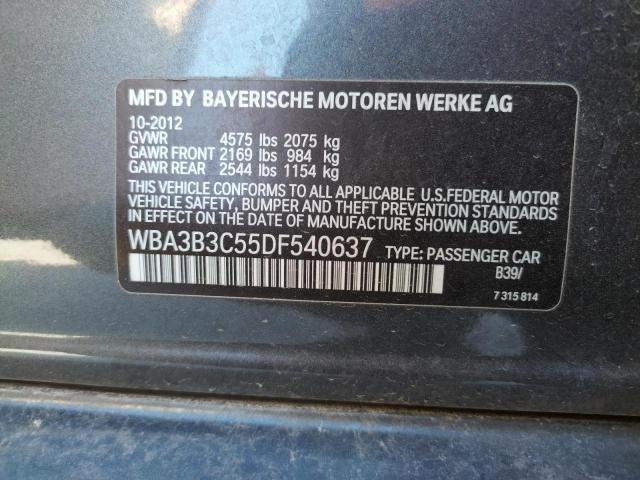 MFD BY BAYERISCHE MOTOREN WERKE AG
10-2012
GVWR 4575 lbs 2075 kg
GAWR FRONT 2169 lbs 984 kg
GAWR REAR 2544 lbs 1154 kg
THIS VEHICLE CONFORMS TO ALL APPLICABLE U.S.FEDERAL MOTOR
VEHICLE SAFETY, BUMPER AND THEFT PREVENTION
STANDARDS IN EFFECT ON THE DATE OF MANUFACTURE SHOWN ABOVE.
WBA3B3C55DF540637 TYPE: PASSENGER CAR
B39/
7 315 814